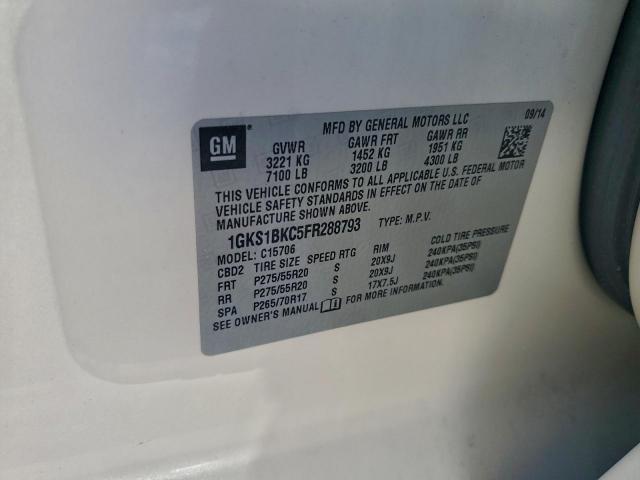 GM
MFD BY GENERAL MOTORS LLC 09/14
GVWR GAWR FRT GAWR RR
3221 KG 1452 KG 1951 KG
7100 LB 3200 LB 4300 LB
THIS VEHICLE CONFORMS TO ALL APPLICABLE U.S. FEDERAL MOTOR
VEHICLE SAFETY STANDARDS IN EFFECT ON THE DATE OF
MANUFACTURE SHOWN ABOVE.
1GKS1BKC5FR288793 TYPE: M.P.V.
MODEL: C15706
CBD2 TIRE SIZE SPEED RTG RIM COLD TIRE PRESSURE
FRT P275/55R20 S 20X9J 240KPA(35PSI)
RR P275/55R20 S 20X9J 240KPA(35PSI)
SPA P265/70R17 S 17X7.5J 240KPA(35PSI)
SEE OWNER'S MANUAL FOR MORE INFORMATION.